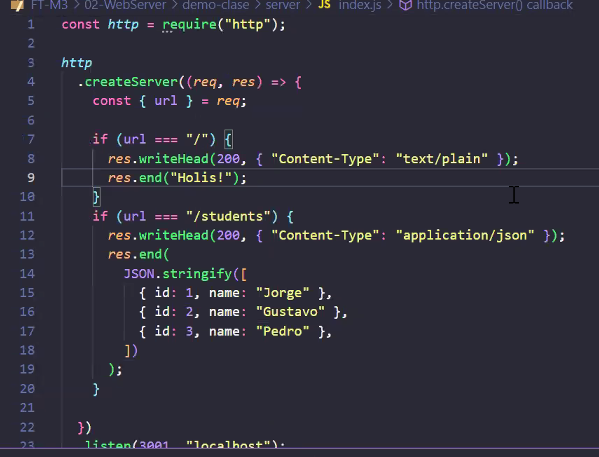 FT-M3 > 02-WebServer > demo-clase > server > JS index.js > http.createServer() callback
1 const http = require("http");
2
3 http
4 .createServer((req, res) => {
5 const { url } = req;
6
7 if (url === "/") {
8 res.writeHead(200, { "Content-Type": "text/plain" });
9 res.end("Holis!");
10 }
11 if (url === "/students") {
12 res.writeHead(200, { "Content-Type": "application/json" });
13 res.end(
14 JSON.stringify([
15 { id: 1, name: "Jorge" },
16 { id: 2, name: "Gustavo" },
17 { id: 3, name: "Pedro" },
18 ])
19 );
20 }
21
22 })
23 .listen(3001, "localhost");